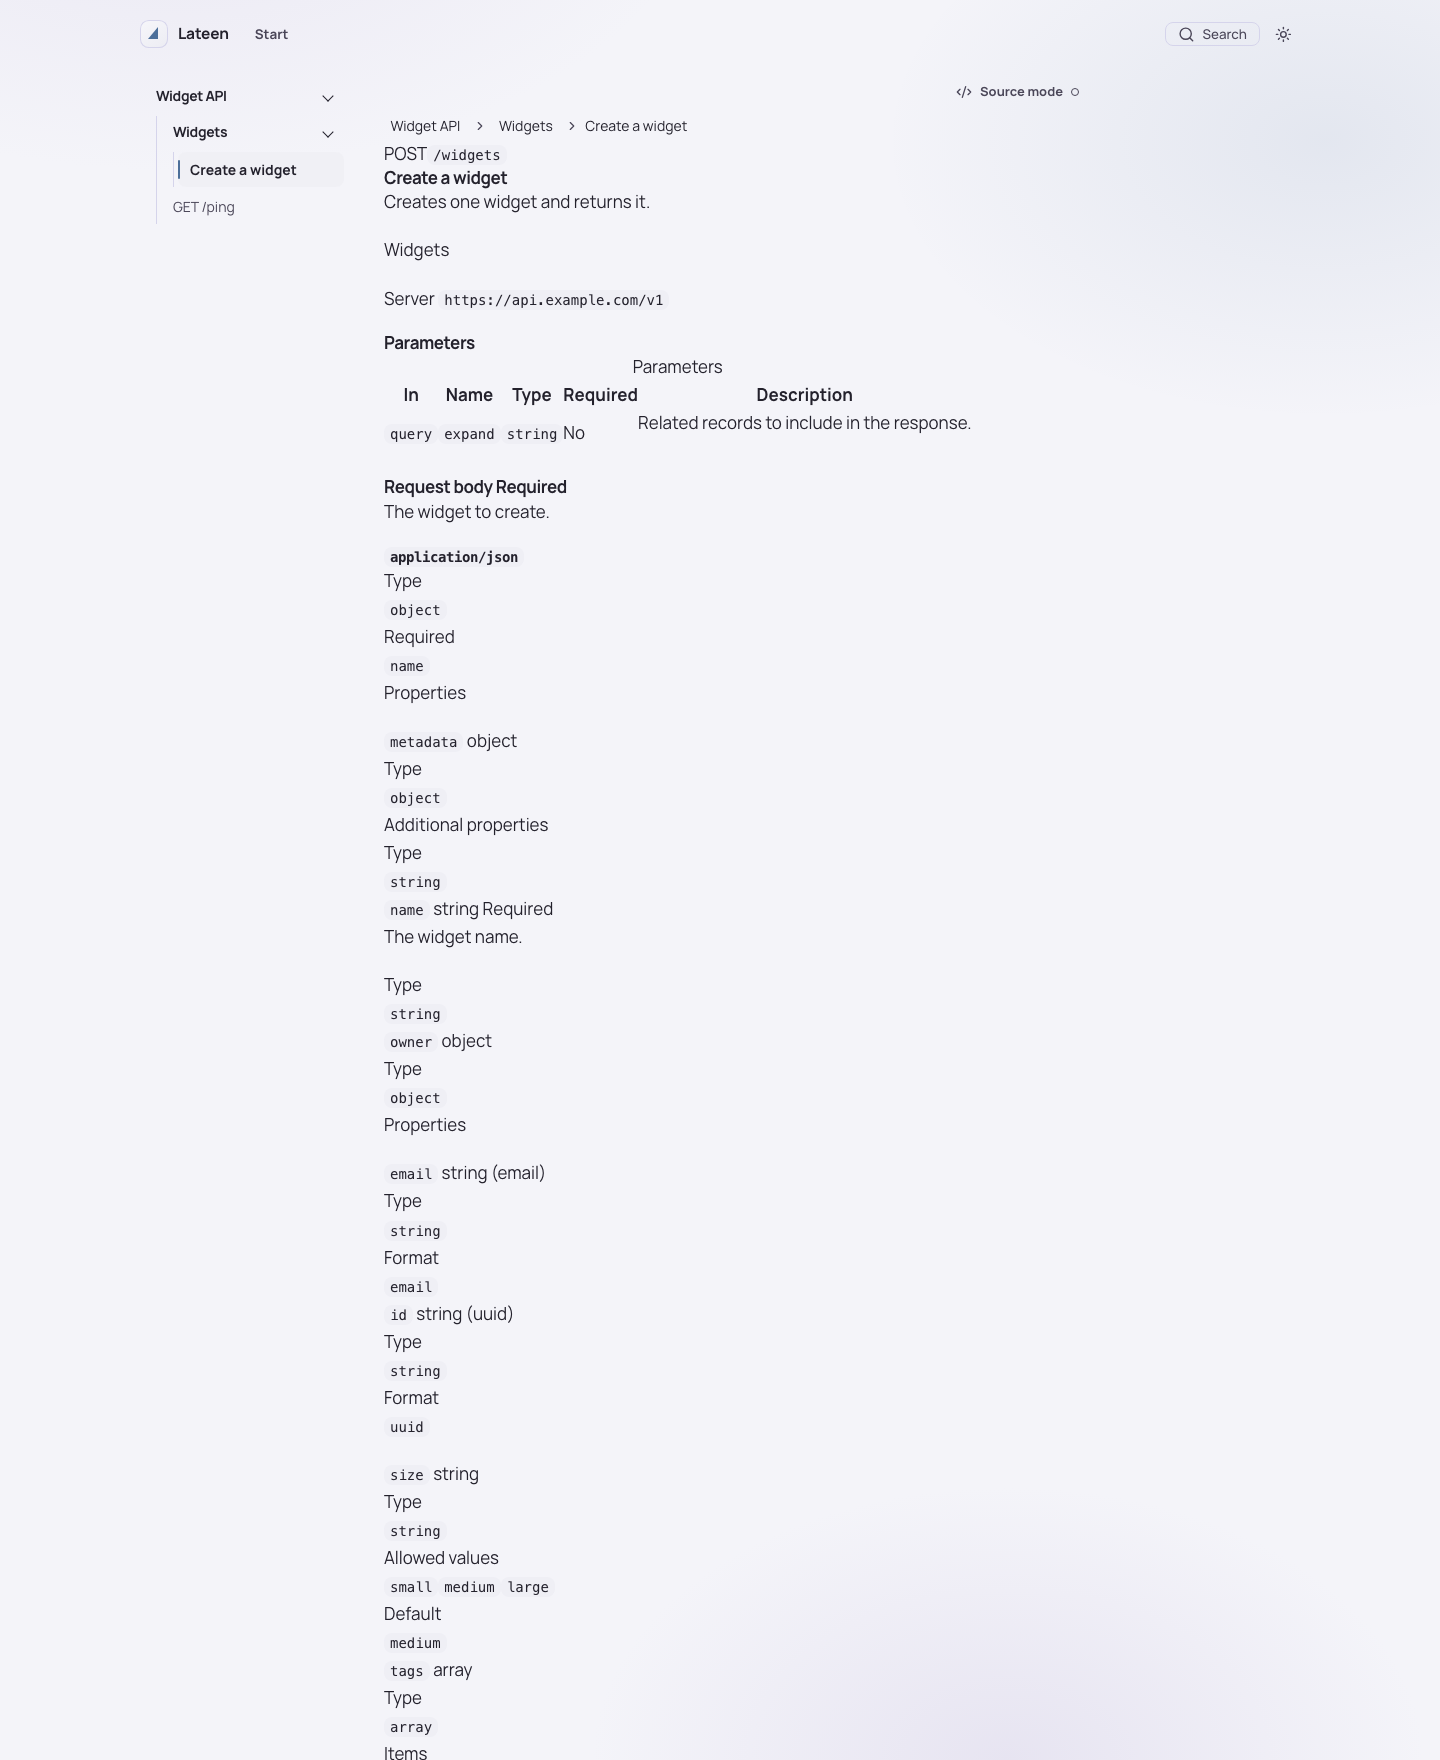 Lateen Start Search
Widget API
Widgets
Create a widget
GET /ping
Source mode
Widget API Widgets Create a widget
POST /widgets
Create a widget
Creates one widget and returns it.
Widgets
Server https://api.example.com/v1
Parameters
Parameters
In Name Type Required Description
query expand string No Related records to include in the response.
Request body Required
The widget to create.
application/json
Type
object
Required
name
Properties
metadata object
Type
object
Additional properties
Type
string
name string Required
The widget name.
Type
string
owner object
Type
object
Properties
email string (email)
Type
string
Format
email
id string (uuid)
Type
string
Format
uuid
size string
Type
string
Allowed values
small medium large
Default
medium
tags array
Type
array
Items